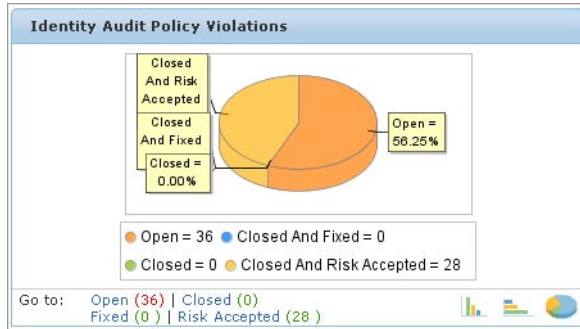 Identity Audit Policy Violations
Closed
And Risk
Accepted
Closed
And Fixed
Closed =
0.00%
Open =
56.25%
Open = 36 Closed And Fixed = 0
Closed = 0 Closed And Risk Accepted = 28
Go to: Open (36) | Closed (0)
Fixed (0 ) | Risk Accepted (28 )